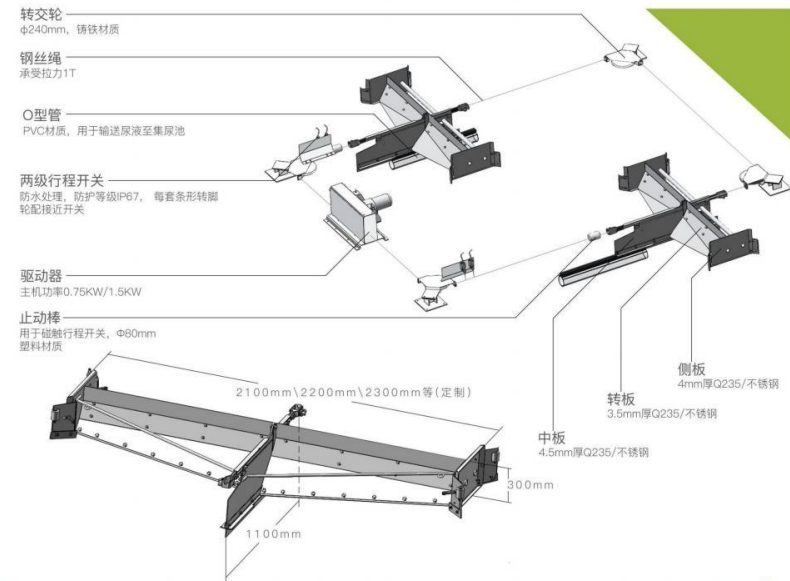 转交轮
ф240mm，铸铁材质
钢丝绳
承受拉力1T
O型管
PVC材质，用于输送尿液至集尿池
两级行程开关
防水处理，防护等级IP67， 每套条形转脚
轮配接近开关
驱动器
主机功率0.75KW/1.5KW
止动棒
用于碰触行程开关，Φ80mm
塑料材质
侧板
4mm厚Q235/不锈钢
转板
3.5mm厚Q235/不锈钢
中板
4.5mm厚Q235/不锈钢
2100mm\2200mm\2300mm等(定制)
300mm
1100mm